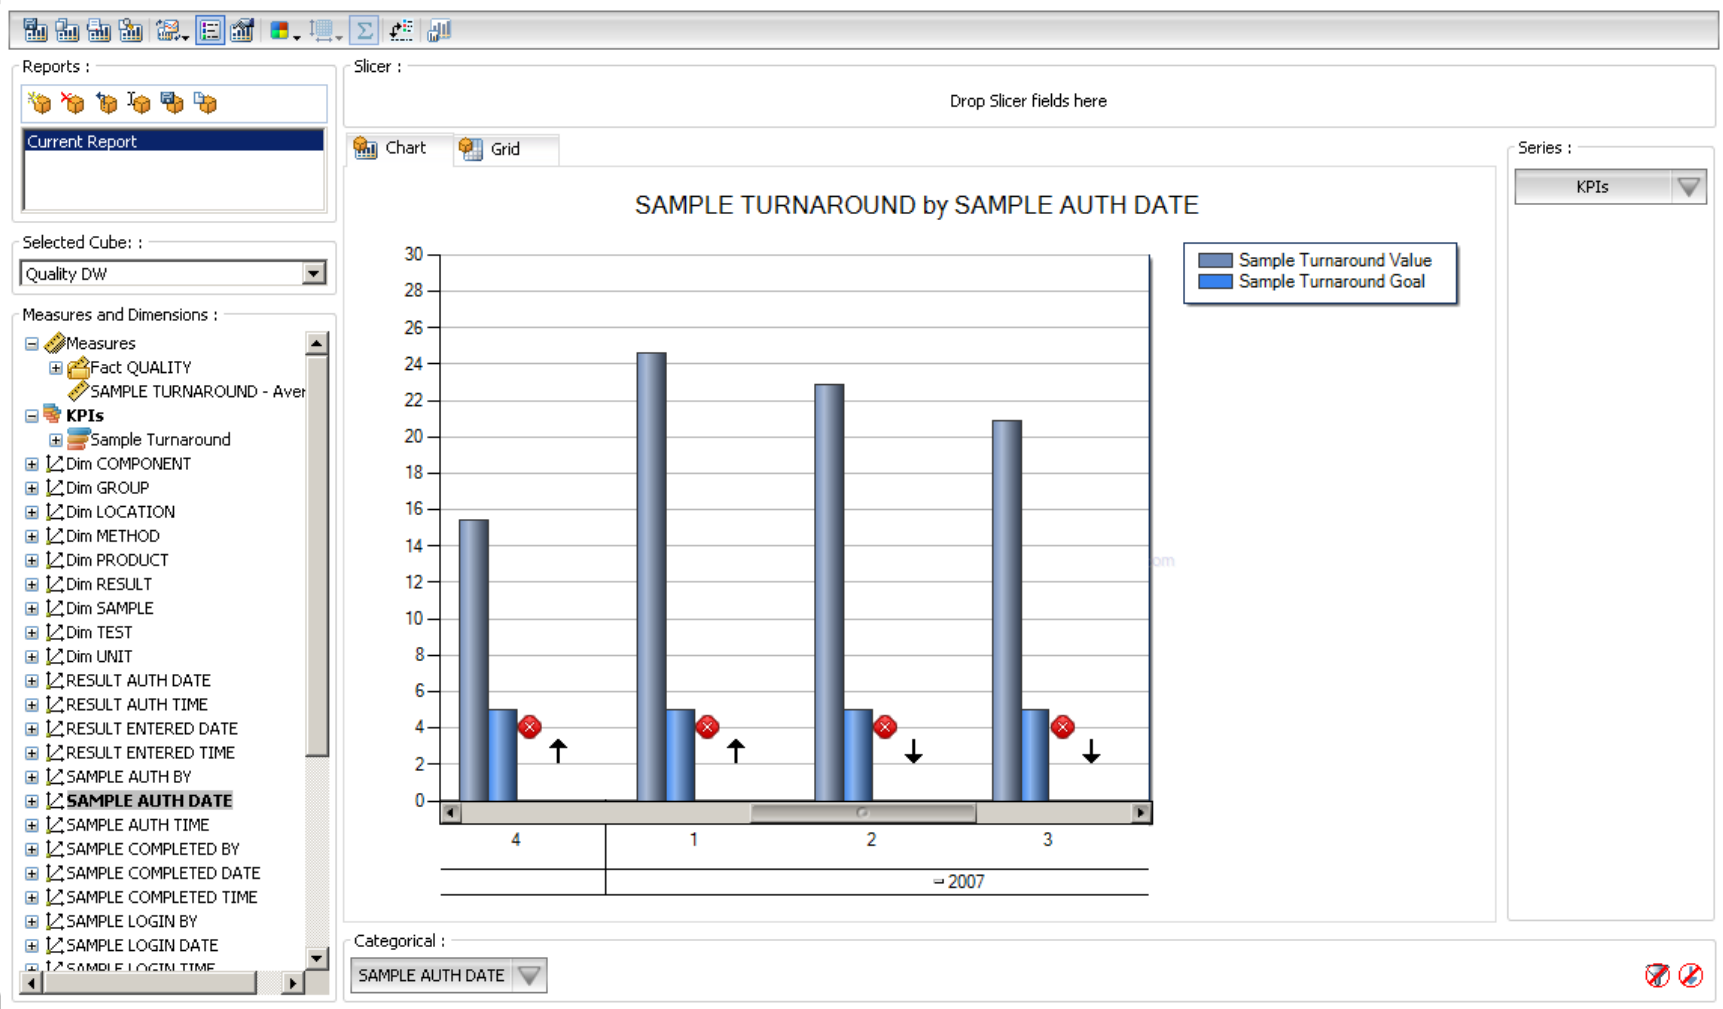 Reports :
Current Report
Selected Cube: :
Quality DW
Measures and Dimensions :
Measures
Fact QUALITY
SAMPLE TURNAROUND - Aver
KPIs
Sample Turnaround
Dim COMPONENT
Dim GROUP
Dim LOCATION
Dim METHOD
Dim PRODUCT
Dim RESULT
Dim SAMPLE
Dim TEST
Dim UNIT
RESULT AUTH DATE
RESULT AUTH TIME
RESULT ENTERED DATE
RESULT ENTERED TIME
SAMPLE AUTH BY
SAMPLE AUTH DATE
SAMPLE AUTH TIME
SAMPLE COMPLETED BY
SAMPLE COMPLETED DATE
SAMPLE COMPLETED TIME
SAMPLE LOGIN BY
SAMPLE LOGIN DATE
SAMPLE LOGIN TIME
Slicer :
Drop Slicer fields here
Chart
Grid
SAMPLE TURNAROUND by SAMPLE AUTH DATE
30
28
26
24
22
20
18
16
14
12
10
8
6
4
2
0
4 1 2 3
2007
Sample Turnaround Value
Sample Turnaround Goal
om
Series :
KPIs
Categorical :
SAMPLE AUTH DATE